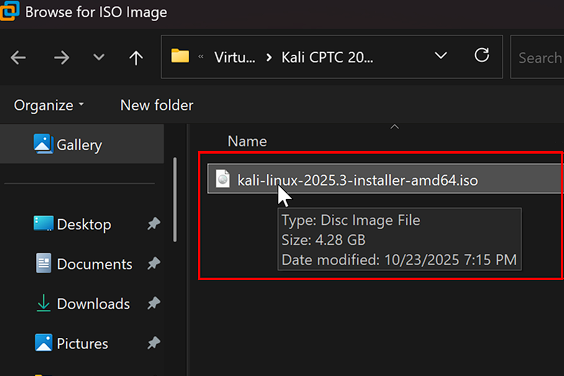 Browse for ISO Image
« Virtu... > Kali CPTC 20...
Search
Organize
New folder
Gallery
Name
kali-linux-2025.3-installer-amd64.iso
Type: Disc Image File
Size: 4.28 GB
Date modified: 10/23/2025 7:15 PM
Desktop
Documents
Downloads
Pictures